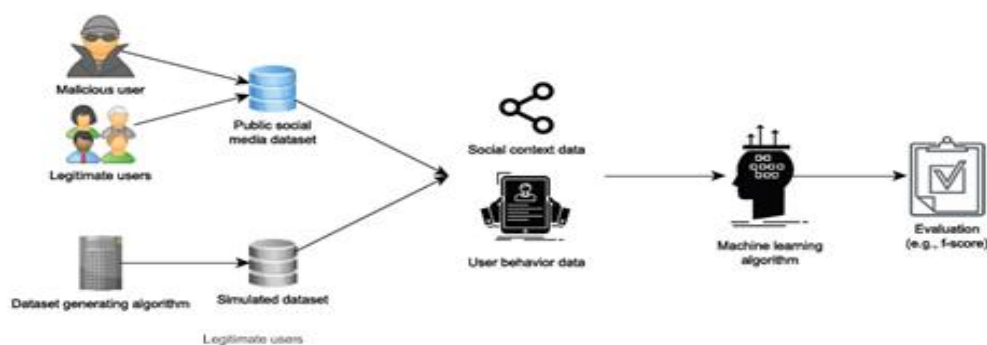 Malicious user
Legitimate users
Public social
media dataset
Dataset generating algorithm
Simulated dataset
Legitimate users
Social context data
User behavior data
Machine learning
algorithm
Evaluation
(e.g., f-score)